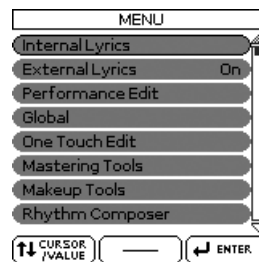 MENU
Internal Lyrics
External Lyrics On
Performance Edit
Global
One Touch Edit
Mastering Tools
Makeup Tools
Rhythm Composer
CURSOR
/VALUE
ENTER